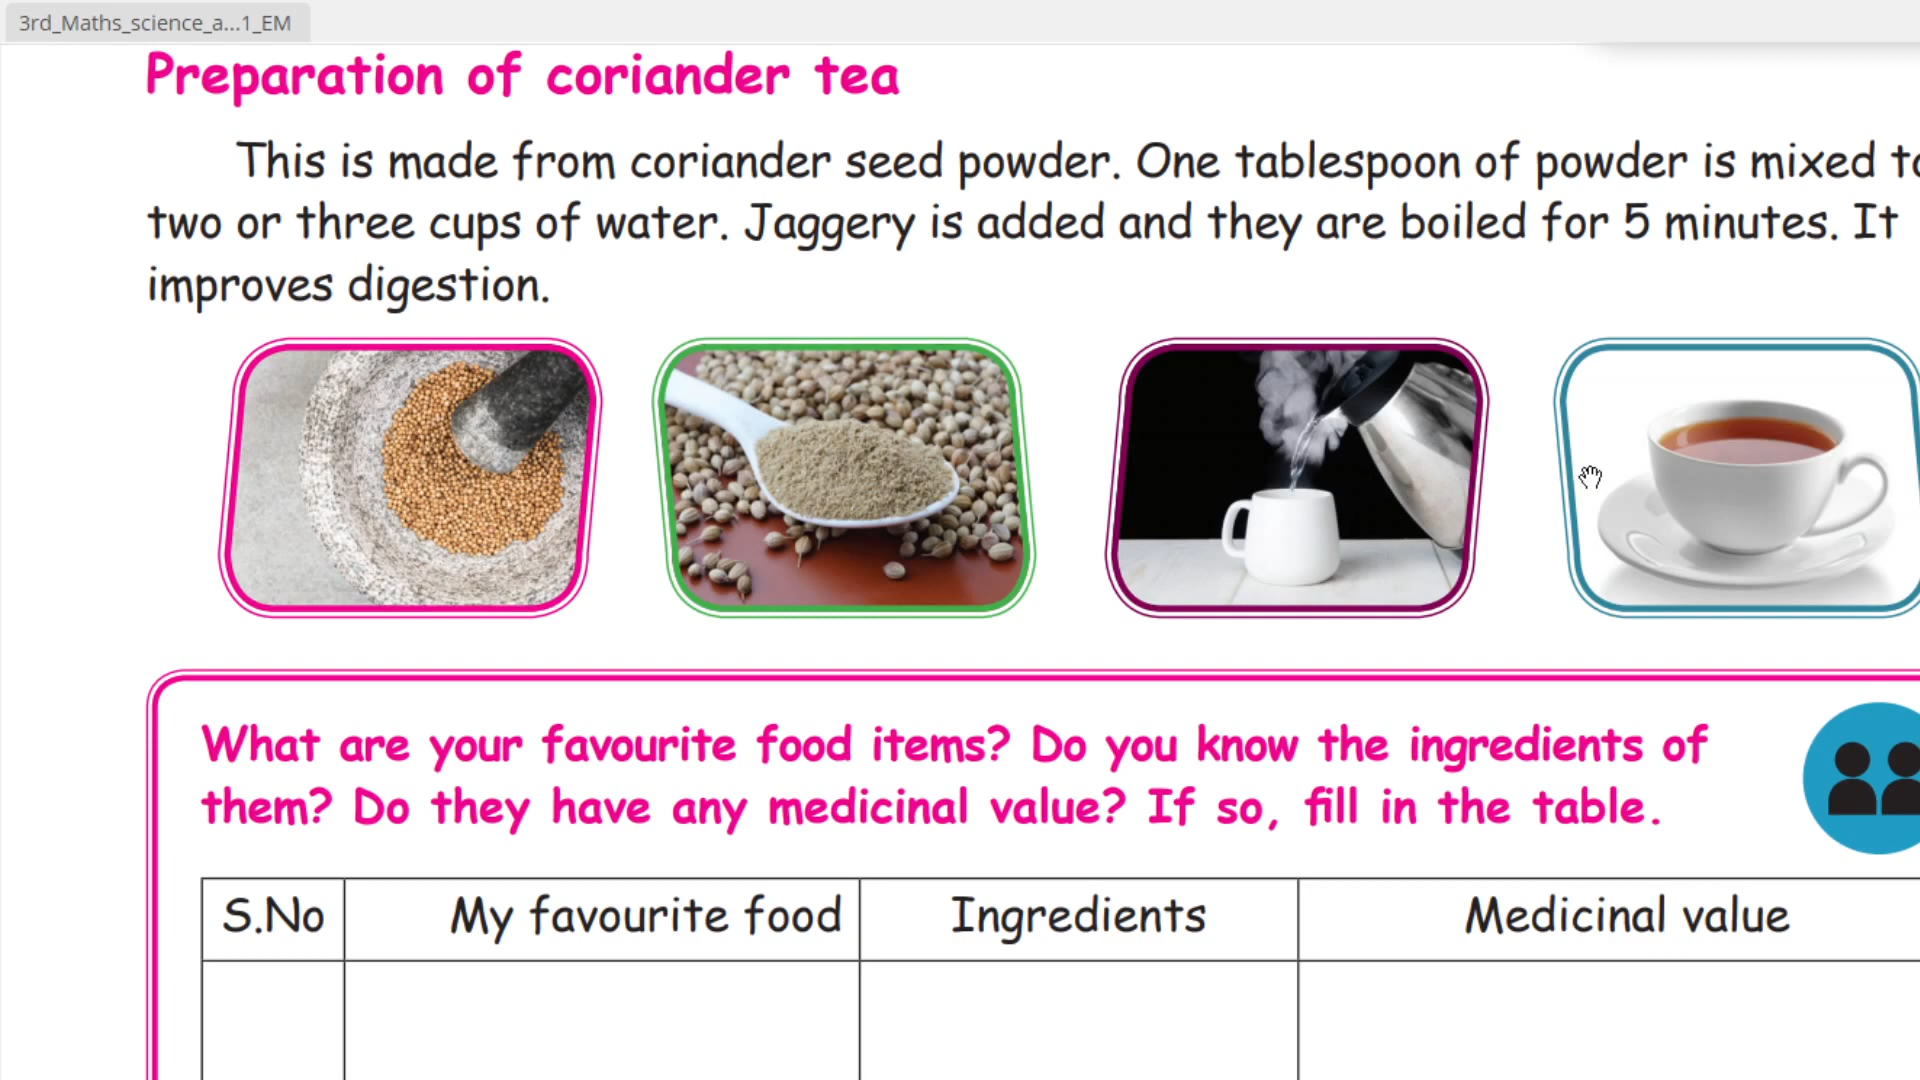 3rd_Maths_science_a...1_EM
Preparation of coriander tea
This is made from coriander seed powder. One tablespoon of powder is mixed
two or three cups of water. Jaggery is added and they are boiled for 5 minutes. It
improves digestion.
What are your favourite food items? Do you know the ingredients of
them? Do they have any medicinal value? If so, fill in the table.
S.No My favourite food Ingredients Medicinal value